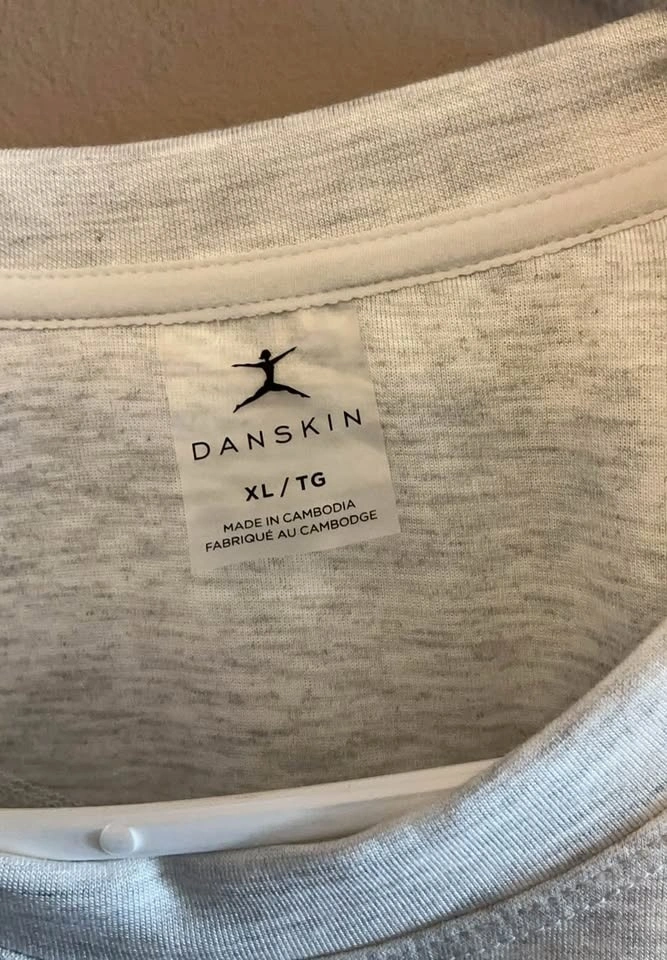 DANSKIN
XL / TG
MADE IN CAMBODIA
FABRIQUÉ AU CAMBODGE